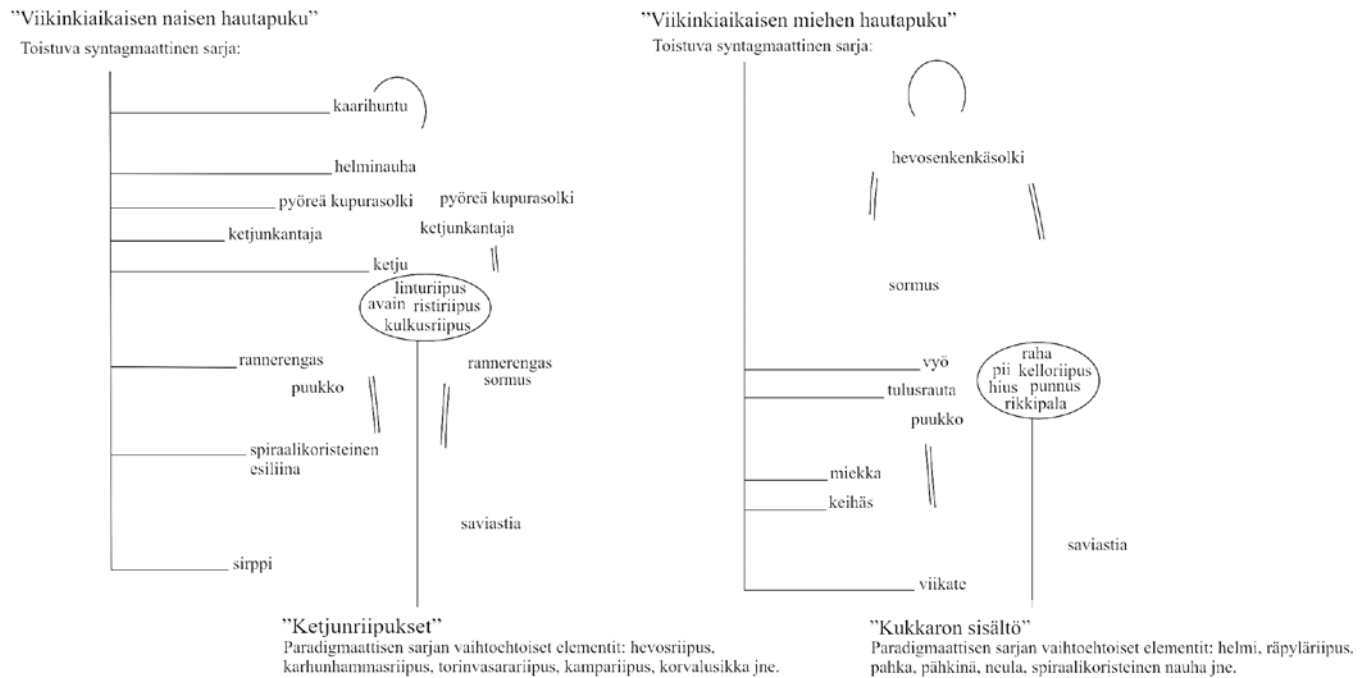 ”Viikinkiaikaisen naisen hautapuku”
Toistuva syntagmaattinen sarja:
kaarihuntu
helminauha
pyöreä kupurasolki
pyöreä kupurasolki
ketjunkantaja
ketjunkantaja
ketju
linturiipus
avain ristiriipus
kulkusriipus
rannerengas
rannerengas
sormus
puukko
spiraalikoristeinen
esiliina
saviastia
sirppi
”Ketjunriipukset”
Paradigmaattisen sarjan vaihtoehtoiset elementit: hevosriipus,
karhunhammasriipus, torinvasarariipus, kampariipus, korvalusikka jne.
”Viikinkiaikaisen miehen hautapuku”
Toistuva syntagmaattinen sarja:
hevosenkenkäsolki
sormus
vyö
raha
pii kelloriipus
hius punnus
rikkipala
tulusrauta
puukko
miekka
keihäs
saviastia
viikate
”Kukkaron sisältö”
Paradigmaattisen sarjan vaihtoehtoiset elementit: helmi, räpyläriipus,
pahka, pähkinä, neula, spiraalikoristeinen nauha jne.